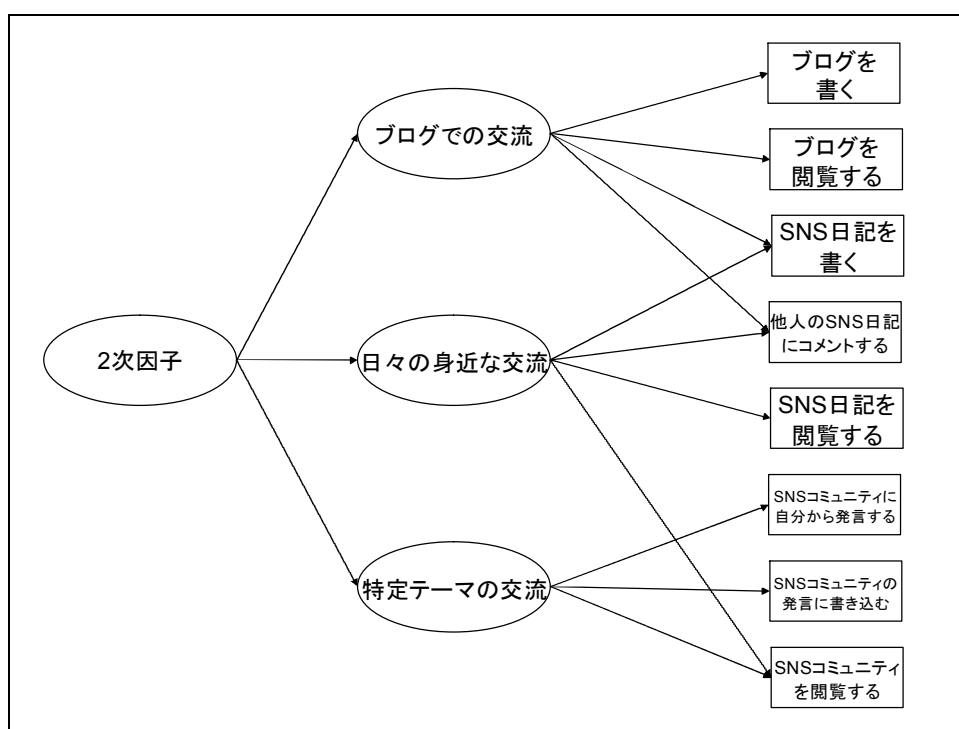 ブログを
書く
ブログでの交流
ブログを
閲覧する
SNS日記を
書く
他人のSNS日記
にコメントする
2次因子
日々の身近な交流
SNS日記を
閲覧する
SNSコミュニティに
自分から発言する
特定テーマの交流
SNSコミュニティの
発言に書き込む
SNSコミュニティ
を閲覧する